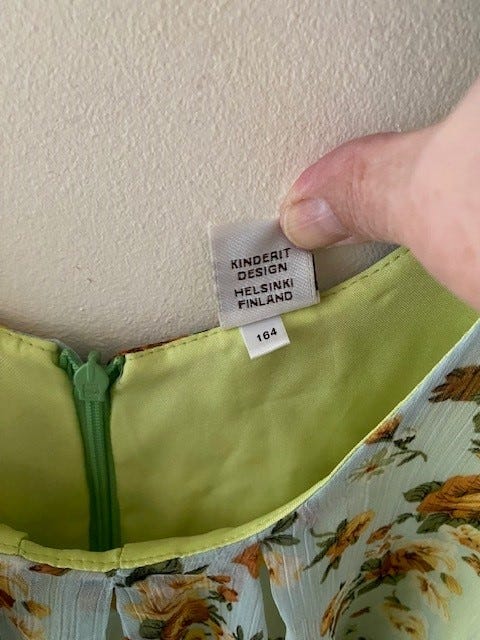 KINDERIT
DESIGN
HELSINKI
FINLAND
164